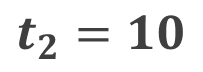 t₂ = 10